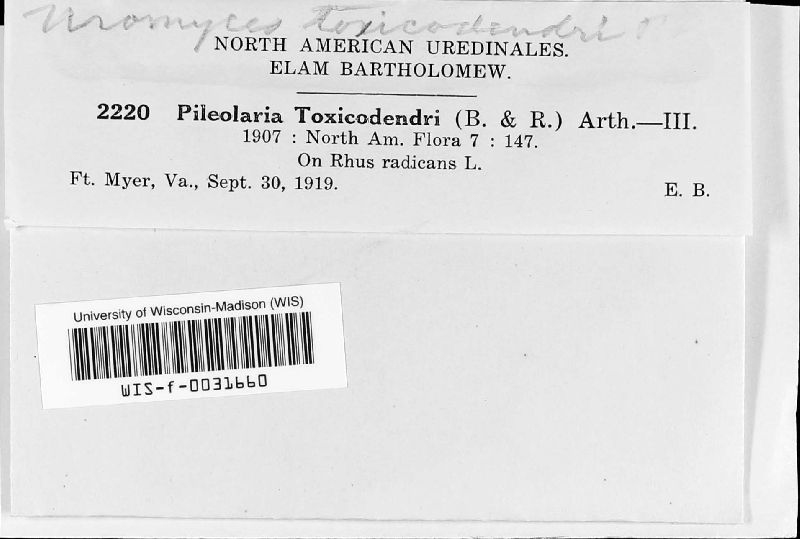 Uromyces toxicodendri
NORTH AMERICAN UREDINALES.
ELAM BARTHOLOMEW.
2220 Pileolaria Toxicodendri (B. & R.) Arth.—III.
1907 : North Am. Flora 7 : 147.
On Rhus radicans L.
Ft. Myer, Va., Sept. 30, 1919.
E. B.
University of Wisconsin-Madison (WIS)
WIS-f-0031660